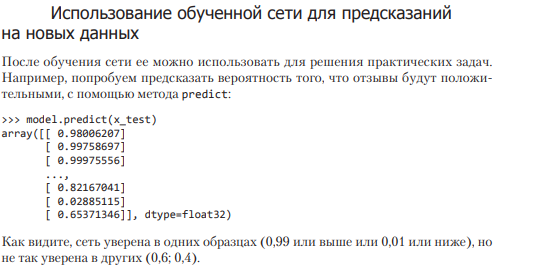 Использование обученной сети для предсказаний
на новых данных
После обучения сети ее можно использовать для решения практических задач.
Например, попробуем предсказать вероятность того, что отзывы будут положи-
тельными, с помощью метода predict:
>>> model.predict(x_test)
array([[ 0.98006207]
[ 0.99758697]
[ 0.99975556]
...,
[ 0.82167041]
[ 0.02885115]
[ 0.65371346]], dtype=float32)
Как видите, сеть уверена в одних образцах (0,99 или выше или 0,01 или ниже), но
не так уверена в других (0,6; 0,4).